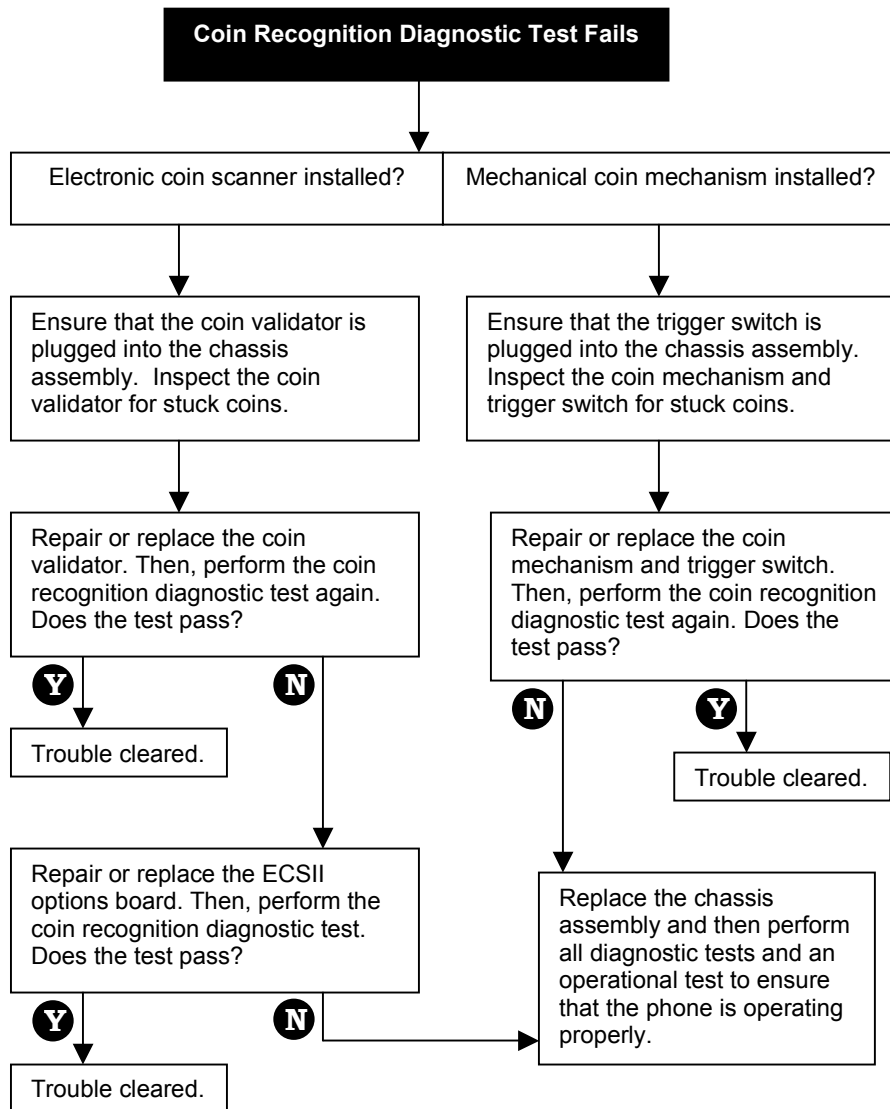 Coin Recognition Diagnostic Test Fails
Electronic coin scanner installed?
Mechanical coin mechanism installed?
Ensure that the coin validator is
plugged into the chassis
assembly.  Inspect the coin
validator for stuck coins.
Ensure that the trigger switch is
plugged into the chassis assembly.
Inspect the coin mechanism and
trigger switch for stuck coins.
Repair or replace the coin
validator. Then, perform the coin
recognition diagnostic test again.
Does the test pass?
Repair or replace the coin
mechanism and trigger switch.
Then, perform the coin recognition
diagnostic test again. Does the
test pass?
Y
N
N
Y
Trouble cleared.
Trouble cleared.
Repair or replace the ECSII
options board. Then, perform the
coin recognition diagnostic test.
Does the test pass?
Replace the chassis
assembly and then perform
all diagnostic tests and an
operational test to ensure
that the phone is operating
properly.
Y
N
Trouble cleared.